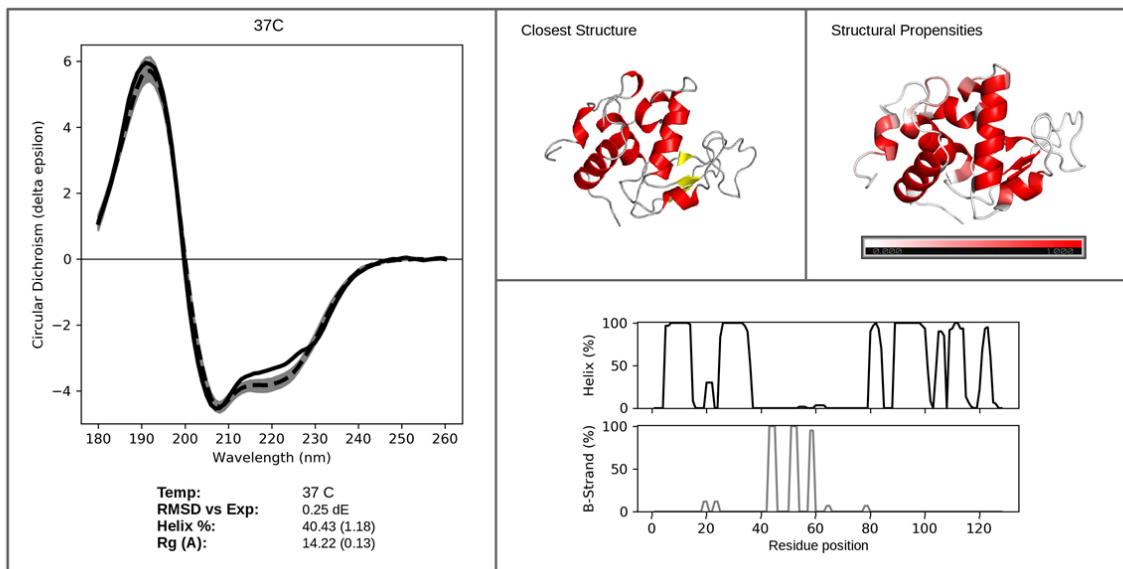 37C
6
4
2
0
−2
−4
Circular Dichroism (delta epsilon)
180 190 200 210 220 230 240 250 260
Wavelength (nm)
Temp: 37 C
RMSD vs Exp: 0.25 dE
Helix %: 40.43 (1.18)
Rg (A): 14.22 (0.13)
Closest Structure
Structural Propensities
0.000 1.000
100
50
0
Helix (%)
100
50
0
B-Strand (%)
0 20 40 60 80 100 120
Residue position